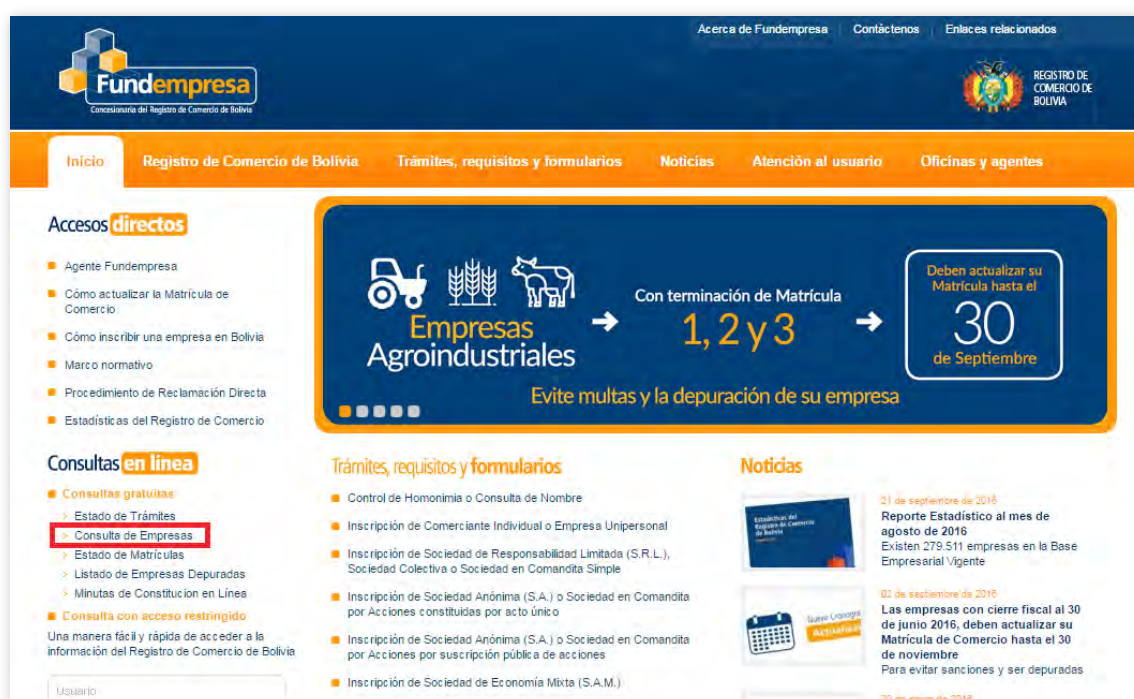 Acerca de Fundempresa Contáctenos Enlaces relacionados
Fundempresa
Concesionaria del Registro de Comercio de Bolivia
REGISTRO DE
COMERCIO DE
BOLIVIA
Inicio Registro de Comercio de Bolivia Trámites, requisitos y formularios Noticias Atención al usuario Oficinas y agentes
Accesos directos
Agente Fundempresa
Cómo actualizar la Matrícula de
Comercio
Cómo inscribir una empresa en Bolivia
Marco normativo
Procedimiento de Reclamación Directa
Estadísticas del Registro de Comercio
Empresas
Agroindustriales
Con terminación de Matrícula
1, 2 y 3
Deben actualizar su
Matrícula hasta el
30
de Septiembre
Evite multas y la depuración de su empresa
Consultas en línea
Consultas gratuitas
Estado de Trámites
Consulta de Empresas
Estado de Matrículas
Listado de Empresas Depuradas
Minutas de Constitucion en Línea
Consulta con acceso restringido
Una manera fácil y rápida de acceder a la
información del Registro de Comercio de Bolivia
Usuario
Trámites, requisitos y formularios
Control de Homonimia o Consulta de Nombre
Inscripción de Comerciante Individual o Empresa Unipersonal
Inscripción de Sociedad de Responsabilidad Limitada (S.R.L.),
Sociedad Colectiva o Sociedad en Comandita Simple
Inscripción de Sociedad Anónima (S.A.) o Sociedad en Comandita
por Acciones constituidas por acto único
Inscripción de Sociedad Anónima (S.A.) o Sociedad en Comandita
por Acciones por suscripción pública de acciones
Inscripción de Sociedad de Economía Mixta (S.A.M.)
Noticias
Estadísticas del
Registro de Comercio
de Bolivia
21 de septiembre de 2016
Reporte Estadístico al mes de
agosto de 2016
Existen 279.511 empresas en la Base
Empresarial Vigente
02 de septiembre de 2016
Las empresas con cierre fiscal al 30
de junio 2016, deben actualizar su
Matrícula de Comercio hasta el 30
de noviembre
Para evitar sanciones y ser depuradas